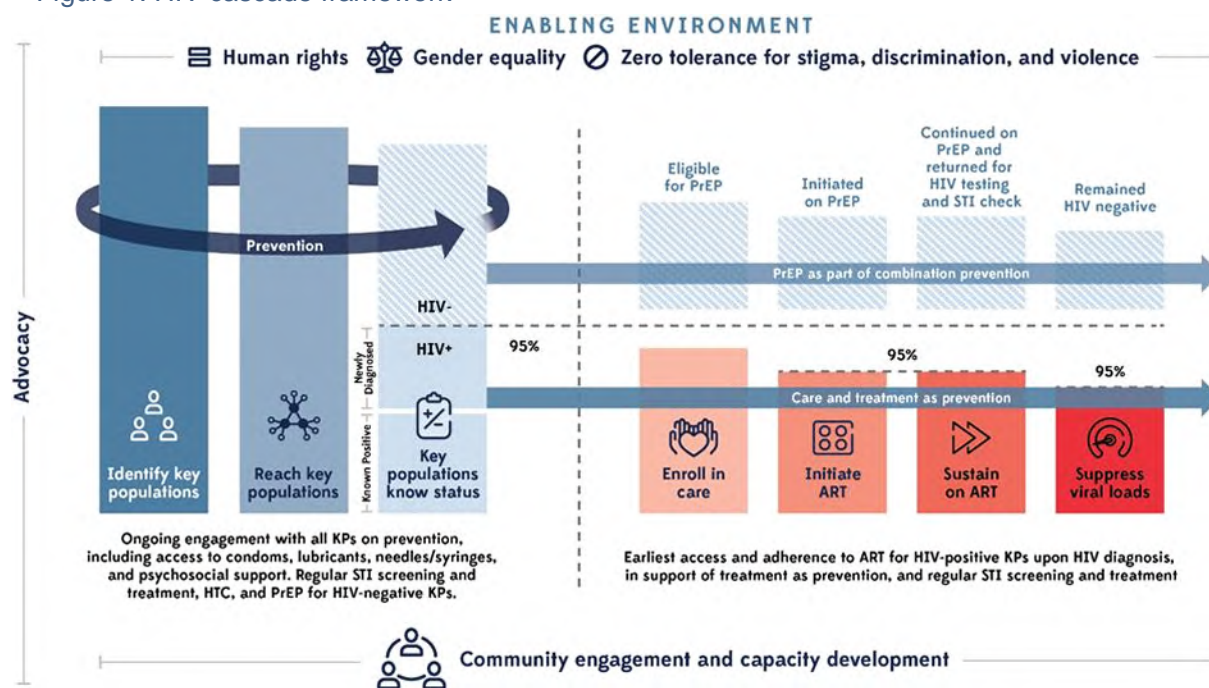 ENABLING ENVIRONMENT
Human rights
Gender equality
Zero tolerance for stigma, discrimination, and violence
Advocacy
Prevention
HIV-
HIV+
95%
Newly
Diagnosed
Known Positive
Identify key
populations
Reach key
populations
Key
populations
know status
Ongoing engagement with all KPs on prevention,
including access to condoms, lubricants, needles/syringes,
and psychosocial support. Regular STI screening and
treatment, HTC, and PrEP for HIV-negative KPs.
Eligible
for PrEP
Initiated
on PrEP
Continued on
PrEP and
returned for
HIV testing
and STI check
Remained
HIV negative
PrEP as part of combination prevention
95%
95%
Care and treatment as prevention
Enroll in
care
Initiate
ART
Sustain
on ART
Suppress
viral loads
Earliest access and adherence to ART for HIV-positive KPs upon HIV diagnosis,
in support of treatment as prevention, and regular STI screening and treatment
Community engagement and capacity development